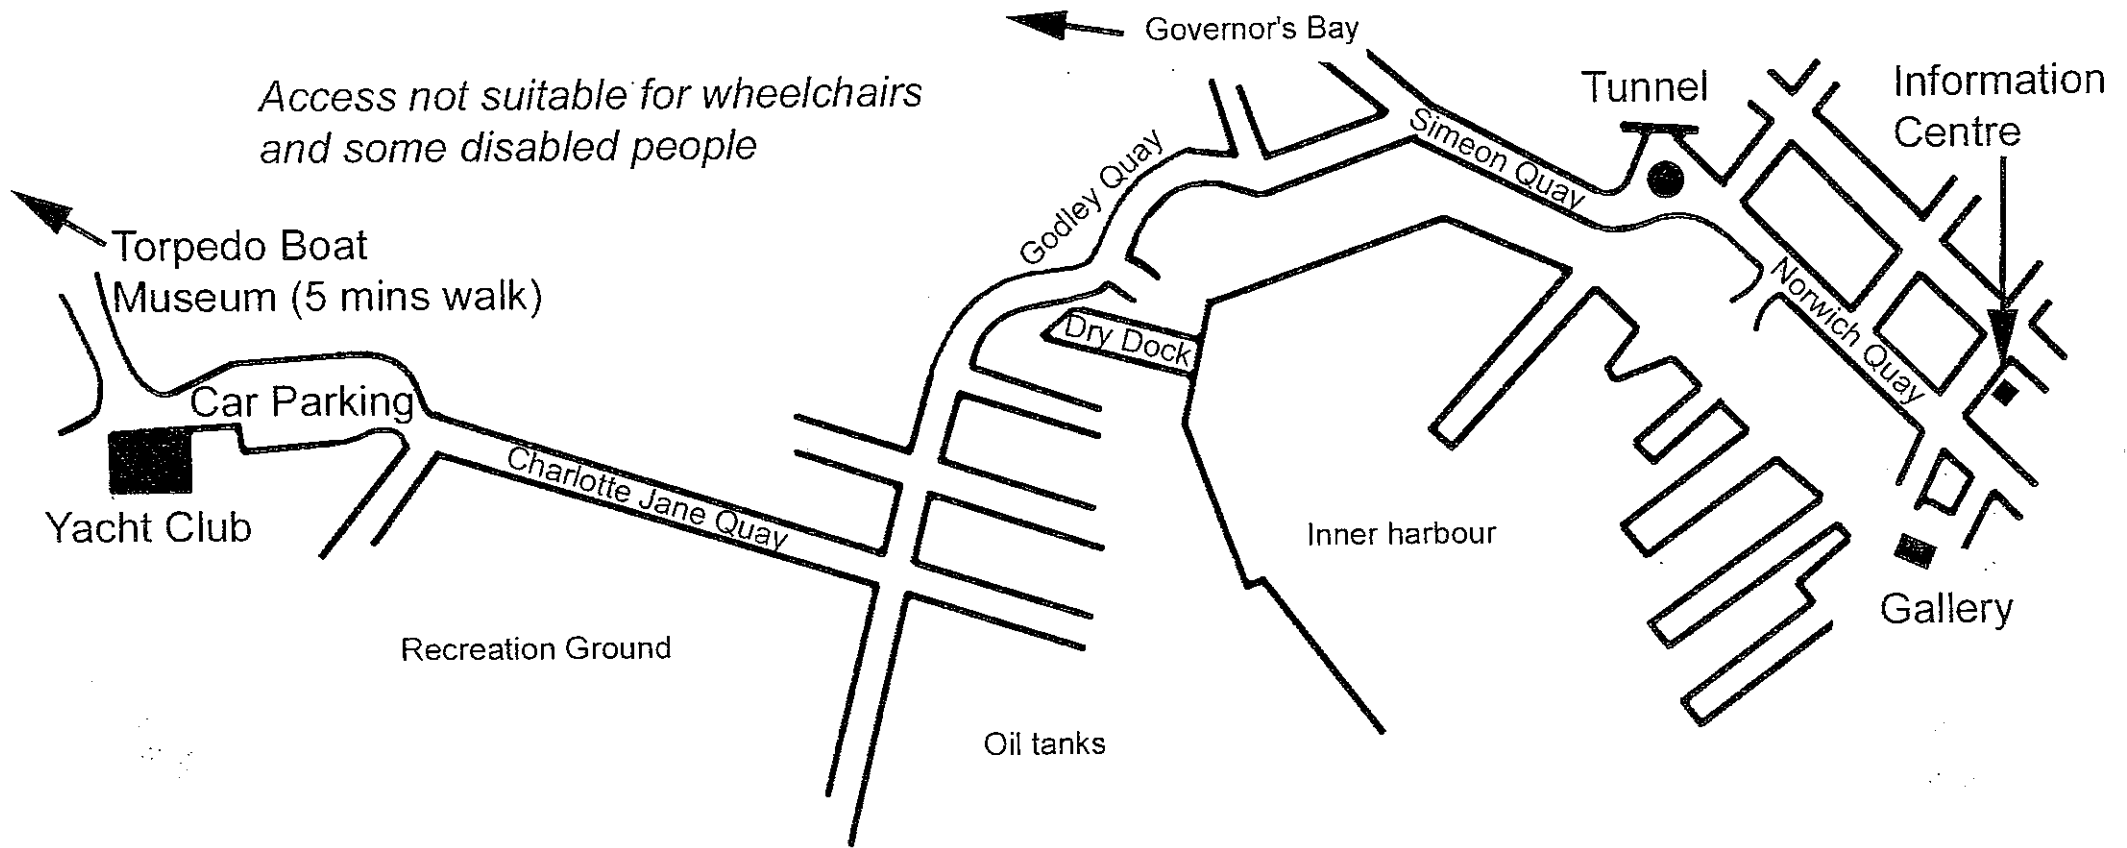 Governor's Bay
Access not suitable for wheelchairs
and some disabled people
Tunnel
Information
Centre
Simeon Quay
Godley Quay
Torpedo Boat
Museum (5 mins walk)
Norwich Quay
Dry Dock
Car Parking
Charlotte Jane Quay
Yacht Club
Inner harbour
Gallery
Recreation Ground
Oil tanks